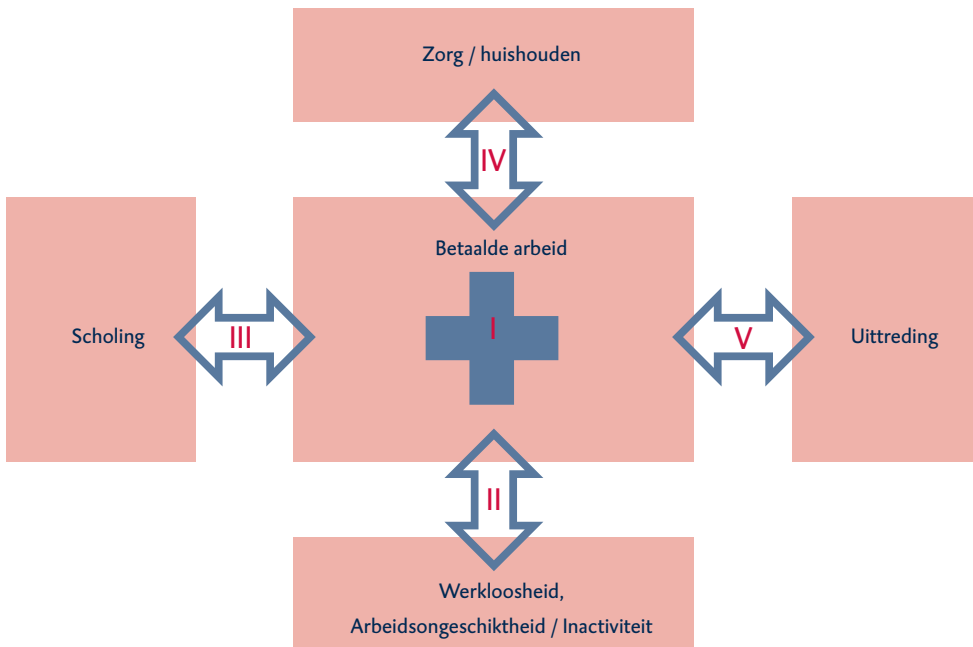 Zorg / huishouden
IV
Betaalde arbeid
Scholing
III
I
V
Uittreding
II
Werkloosheid,
Arbeidsongeschiktheid / Inactiviteit